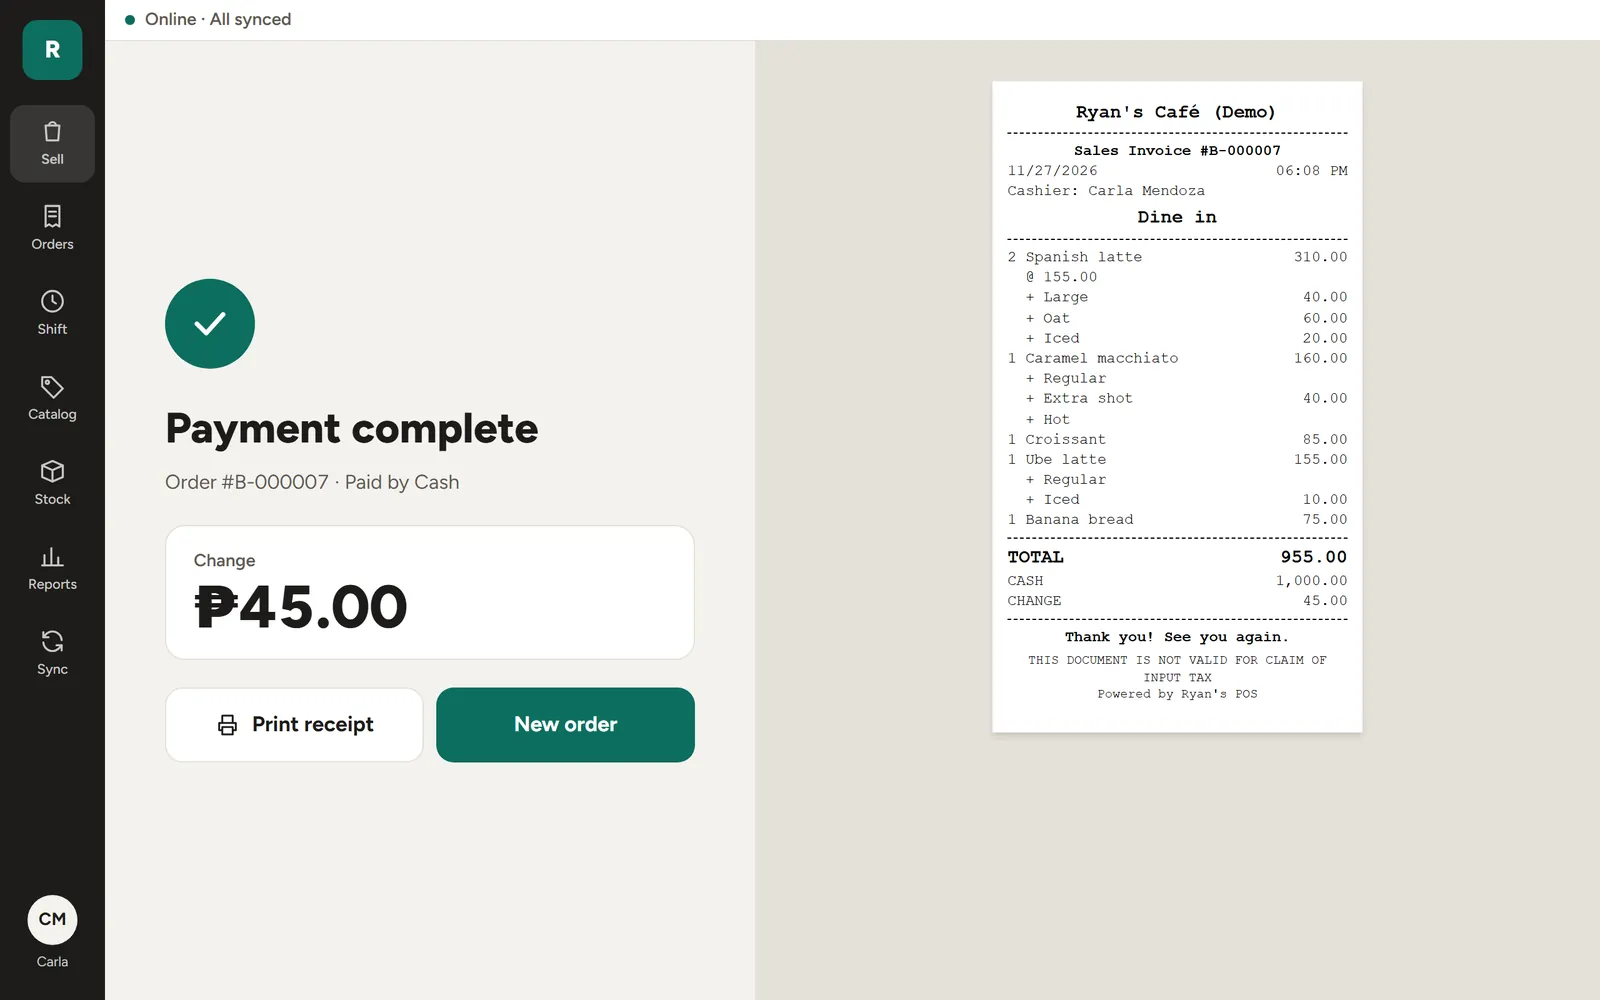 R
Sell
Orders
Shift
Catalog
Stock
Reports
Sync
CM
Carla
Online · All synced
Payment complete
Order #B-000007 · Paid by Cash
Change
₱45.00
Print receipt
New order
Ryan's Café (Demo)
Sales Invoice #B-000007
11/27/2026 06:08 PM
Cashier: Carla Mendoza
Dine in
2 Spanish latte 310.00
@ 155.00
+ Large 40.00
+ Oat 60.00
+ Iced 20.00
1 Caramel macchiato 160.00
+ Regular
+ Extra shot 40.00
+ Hot
1 Croissant 85.00
1 Ube latte 155.00
+ Regular
+ Iced 10.00
1 Banana bread 75.00
TOTAL 955.00
CASH 1,000.00
CHANGE 45.00
Thank you! See you again.
THIS DOCUMENT IS NOT VALID FOR CLAIM OF
INPUT TAX
Powered by Ryan's POS